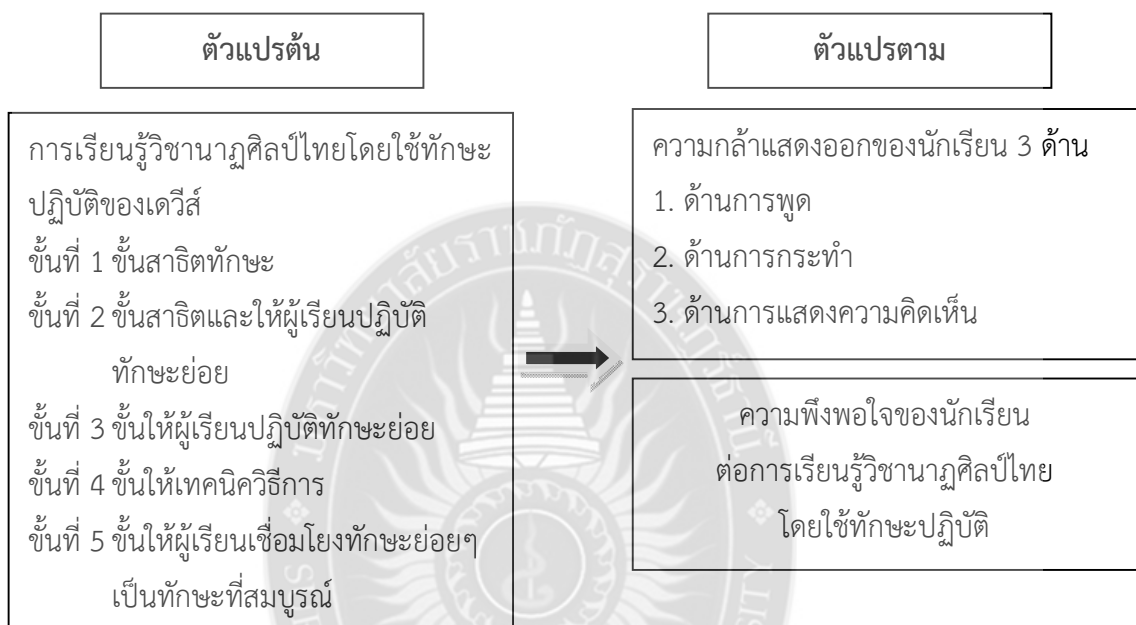 ตัวแปรต้น
การเรียนรู้วิชานาฏศิลป์ไทยโดยใช้ทักษะ
ปฏิบัติของเดวีส์
ขั้นที่ 1 ขั้นสาธิตทักษะ
ขั้นที่ 2 ขั้นสาธิตและให้ผู้เรียนปฏิบัติ
ทักษะย่อย
ขั้นที่ 3 ขั้นให้ผู้เรียนปฏิบัติทักษะย่อย
ขั้นที่ 4 ขั้นให้เทคนิควิธีการ
ขั้นที่ 5 ขั้นให้ผู้เรียนเชื่อมโยงทักษะย่อยๆ
เป็นทักษะที่สมบูรณ์
ตัวแปรตาม
ความกล้าแสดงออกของนักเรียน 3 ด้าน
1. ด้านการพูด
2. ด้านการกระทำ
3. ด้านการแสดงความคิดเห็น
ความพึงพอใจของนักเรียน
ต่อการเรียนรู้วิชานาฏศิลป์ไทย
โดยใช้ทักษะปฏิบัติ